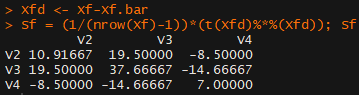 > Xfd <- Xf-Xf.bar
> Sf = (1/(nrow(Xf)-1))*(t(Xfd)%*%(Xfd)); Sf
V2 V3 V4
V2 10.91667 19.50000 -8.50000
V3 19.50000 37.66667 -14.66667
V4 -8.50000 -14.66667 7.00000